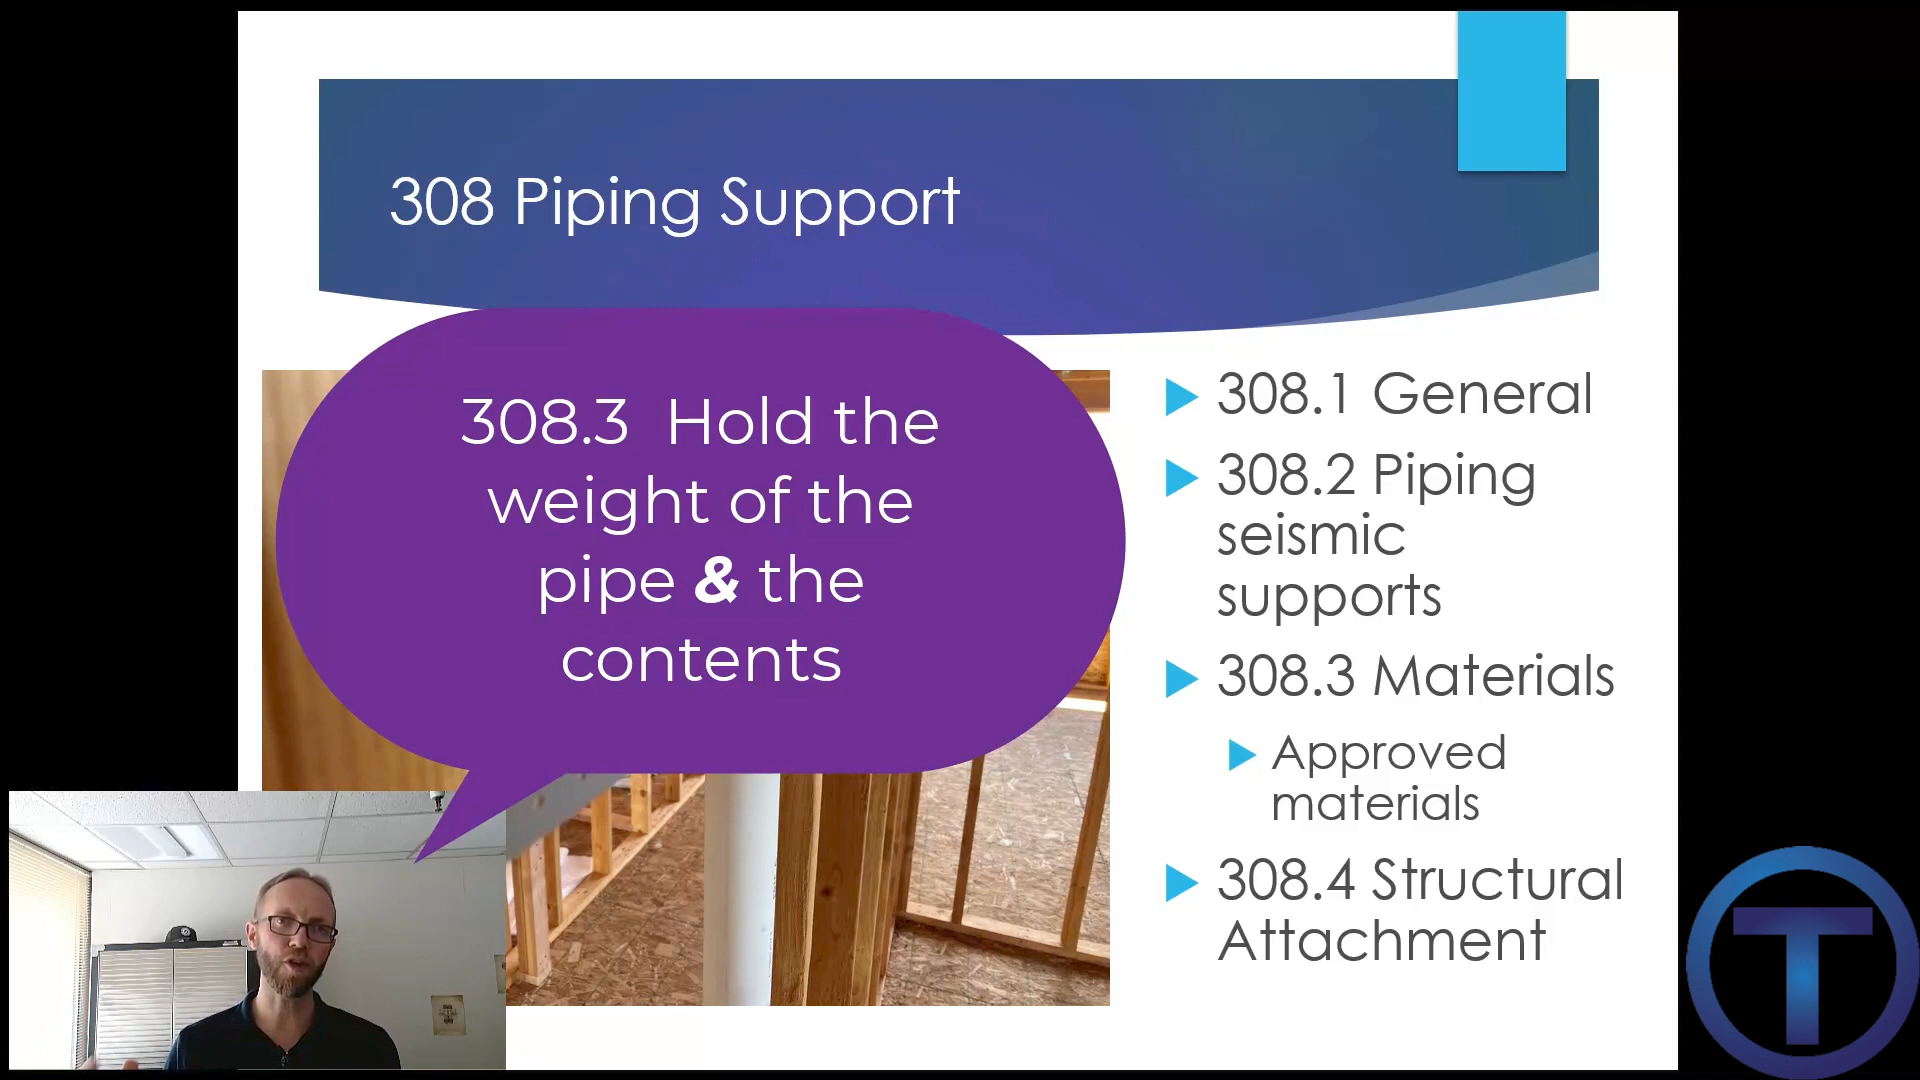 308 Piping Support
308.3 Hold the
weight of the
pipe & the
contents
308.1 General
308.2 Piping
seismic
supports
308.3 Materials
Approved
materials
308.4 Structural
Attachment
T